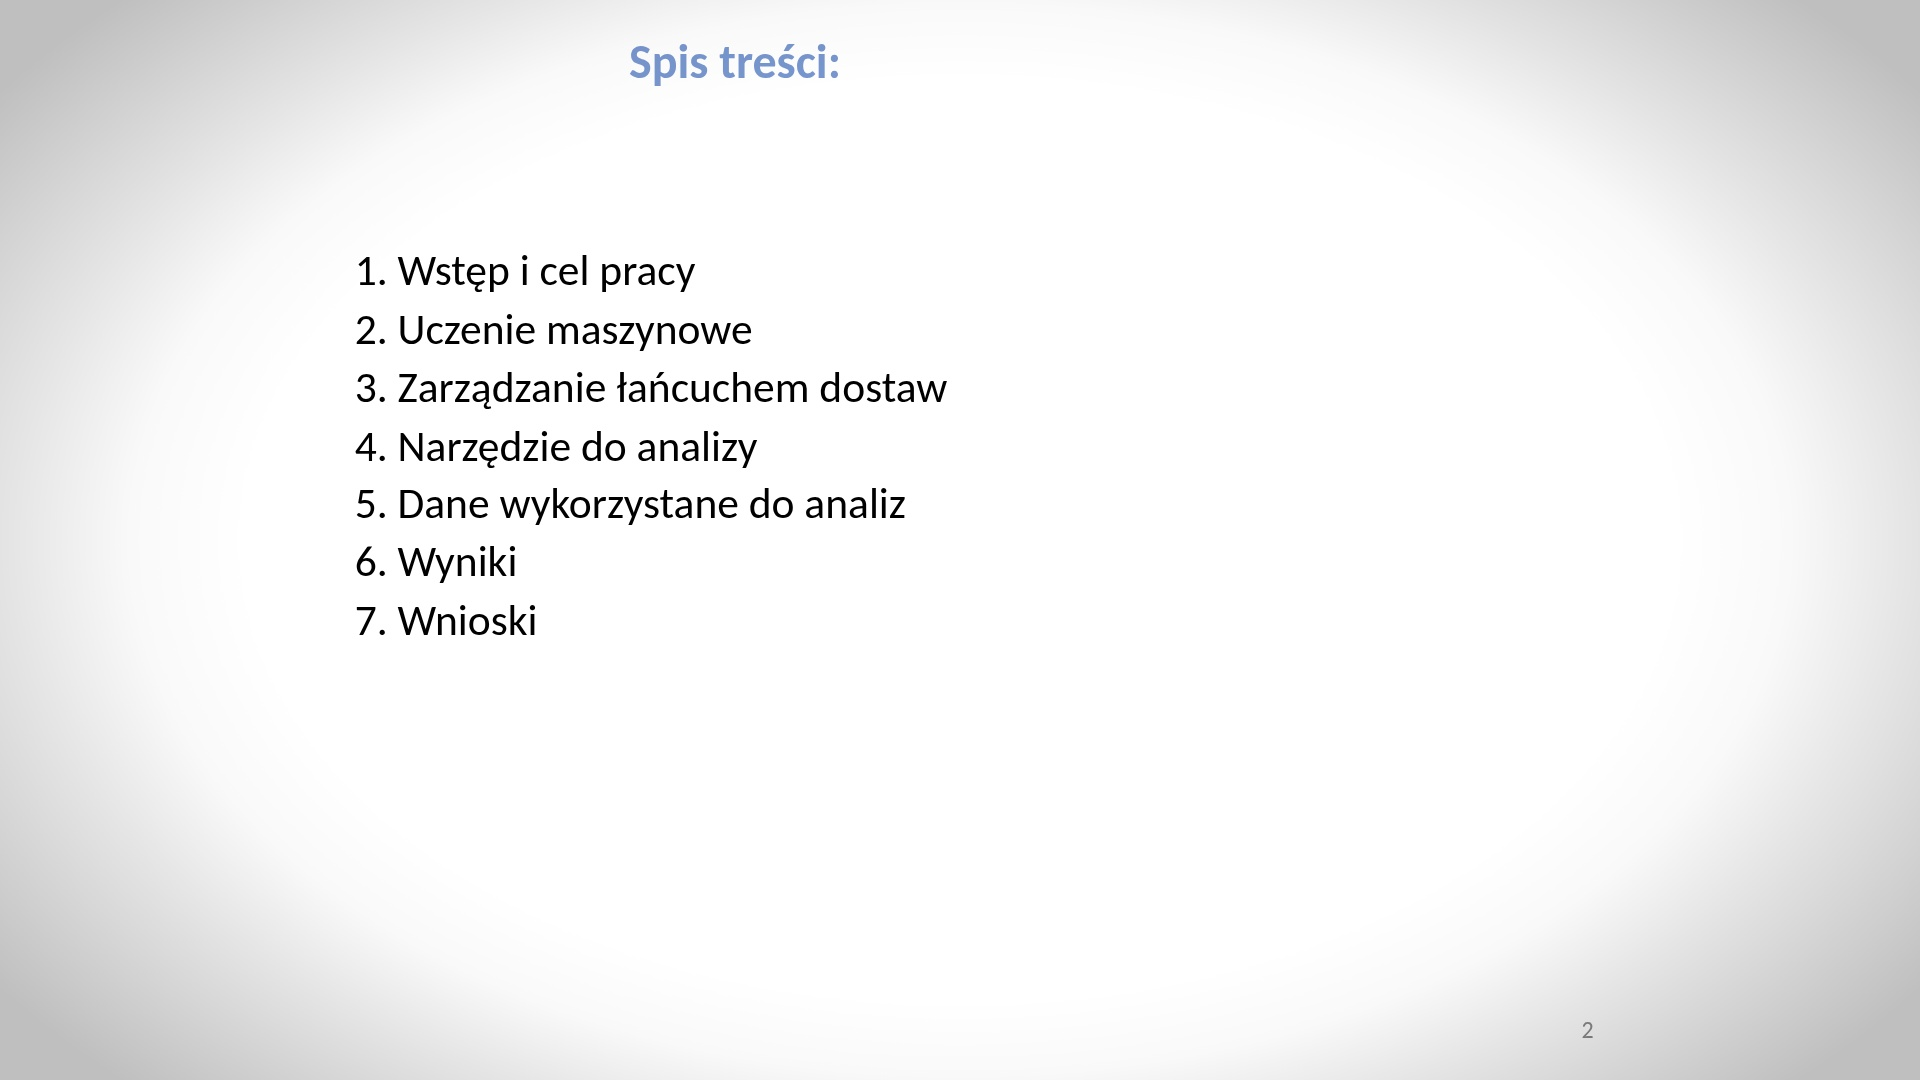 Spis treści:
1. Wstęp i cel pracy
2. Uczenie maszynowe
3. Zarządzanie łańcuchem dostaw
4. Narzędzie do analizy
5. Dane wykorzystane do analiz
6. Wyniki
7. Wnioski
2